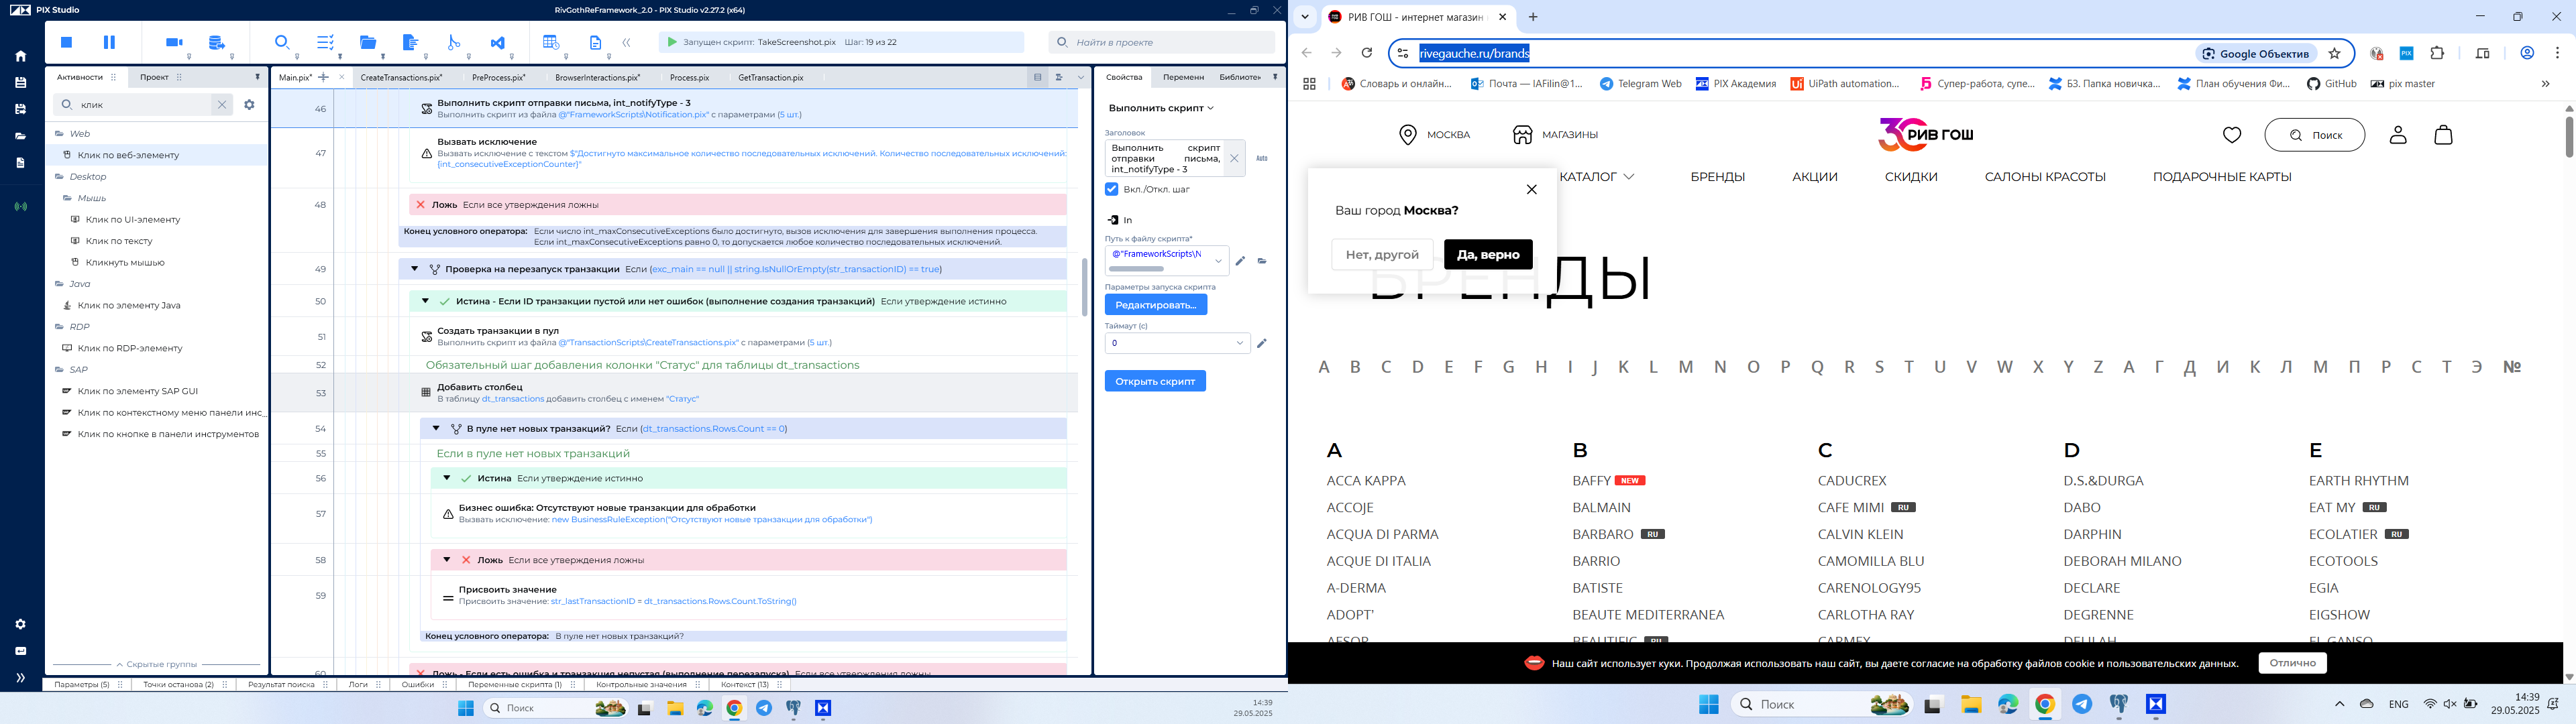 PIX Studio
RivGothReFramework_2.0 - PIX Studio v2.27.2 (x64)
Запущен скрипт: TakeScreenshot.pix Шаг: 19 из 22
Найти в проекте
Активности
Проект
клик
Web
Клик по веб-элементу
Desktop
Мышь
Клик по UI-элементу
Клик по тексту
Кликнуть мышью
Java
Клик по элементу Java
RDP
Клик по RDP-элементу
SAP
Клик по элементу SAP GUI
Клик по контекстному меню панели инс...
Клик по кнопке в панели инструментов
Скрытые группы
Main.pix*
CreateTransactions.pix*
PreProcess.pix*
BrowserInteractions.pix*
Process.pix
GetTransaction.pix
46
Выполнить скрипт отправки письма, int_notifyType - 3
Выполнить скрипт из файла @"FrameworkScripts\Notification.pix" с параметрами (5 шт.)
47
Вызвать исключение
Вызвать исключение с текстом $"Достигнуто максимальное количество последовательных исключений. Количество последовательных исключений:
{int_consecutiveExceptionCounter}"
48
Ложь Если все утверждения ложны
Конец условного оператора: Если число int_maxConsecutiveExceptions было достигнуто, вызов исключения для завершения выполнения процесса.
Если int_maxConsecutiveExceptions равно 0, то допускается любое количество последовательных исключений.
49
Проверка на перезапуск транзакции Если (exc_main == null || string.IsNullOrEmpty(str_transactionID) == true)
50
Истина - Если ID транзакции пустой или нет ошибок (выполнение создания транзакций) Если утверждение истинно
51
Создать транзакции в пул
Выполнить скрипт из файла @"TransactionScripts\CreateTransactions.pix" с параметрами (5 шт.)
52
Обязательный шаг добавления колонки "Статус" для таблицы dt_transactions
53
Добавить столбец
В таблицу dt_transactions добавить столбец с именем "Статус"
54
В пуле нет новых транзакций? Если (dt_transactions.Rows.Count == 0)
55
Если в пуле нет новых транзакций
56
Истина Если утверждение истинно
57
Бизнес ошибка: Отсутствуют новые транзакции для обработки
Вызвать исключение: new BusinessRuleException("Отсутствуют новые транзакции для обработки")
58
Ложь Если все утверждения ложны
59
Присвоить значение
Присвоить значение: str_lastTransactionID = dt_transactions.Rows.Count.ToString()
Конец условного оператора: В пуле нет новых транзакций?
60
Ложь - Если есть ошибка и транзакция непустая (выполнение перезапуска) Если все утверждения ложны
Свойства
Переменн
Библиотек
Выполнить скрипт
Заголовок
Выполнить скрипт
отправки письма,
int_notifyType - 3
Auto
Вкл./Откл. шаг
In
Путь к файлу скрипта*
@"FrameworkScripts\N
Параметры запуска скрипта
Редактировать...
Таймаут (с)
0
Открыть скрипт
Параметры (5)
Точки останова (2)
Результат поиска
Логи
Ошибки
Переменные скрипта (1)
Контрольные значения
Контекст (13)
Поиск
14:39
29.05.2025
РИВ ГОШ - интернет магазин
rivegauche.ru/brands
Google Объектив
PIX
Словарь и онлайн...
Почта — IAFilin@1...
Telegram Web
PIX Академия
UiPath automation...
Супер-работа, супе...
БЗ. Папка новичка...
План обучения Фи...
GitHub
pix master
МОСКВА
МАГАЗИНЫ
РИВ ГОШ
Поиск
КАТАЛОГ
БРЕНДЫ
АКЦИИ
СКИДКИ
САЛОНЫ КРАСОТЫ
ПОДАРОЧНЫЕ КАРТЫ
Ваш город Москва?
Нет, другой
Да, верно
БРЕНДЫ
A B C D E F G H I J K L M N O P Q R S T U V W X Y Z А Г Д И К Л М П Р С Т Э №
A
ACCA KAPPA
ACCOJE
ACQUA DI PARMA
ACQUE DI ITALIA
A-DERMA
ADOPT'
AESOP
B
BAFFY NEW
BALMAIN
BARBARO RU
BARRIO
BATISTE
BEAUTE MEDITERRANEA
BEAUTIFIC RU
C
CADUCREX
CAFE MIMI RU
CALVIN KLEIN
CAMOMILLA BLU
CARENOLOGY95
CARLOTHA RAY
CARMEX
D
D.S.&DURGA
DABO
DARPHIN
DEBORAH MILANO
DECLARE
DEGRENNE
DELILAH
E
EARTH RHYTHM
EAT MY RU
ECOLATIER RU
ECOTOOLS
EGIA
EIGSHOW
EL GANSO
Наш сайт использует куки. Продолжая использовать наш сайт, вы даете согласие на обработку файлов cookie и пользовательских данных.
Отлично
Поиск
ENG
14:39
29.05.2025